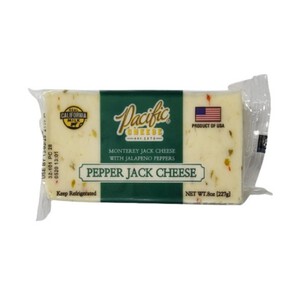 CALIFORNIA
Pacific
CHEESE
PRODUCT OF USA
MONTEREY JACK CHEESE
WITH JALAPENO PEPPERS
PEPPER JACK CHEESE
Keep Refrigerated
NET WT. 8oz (227g)